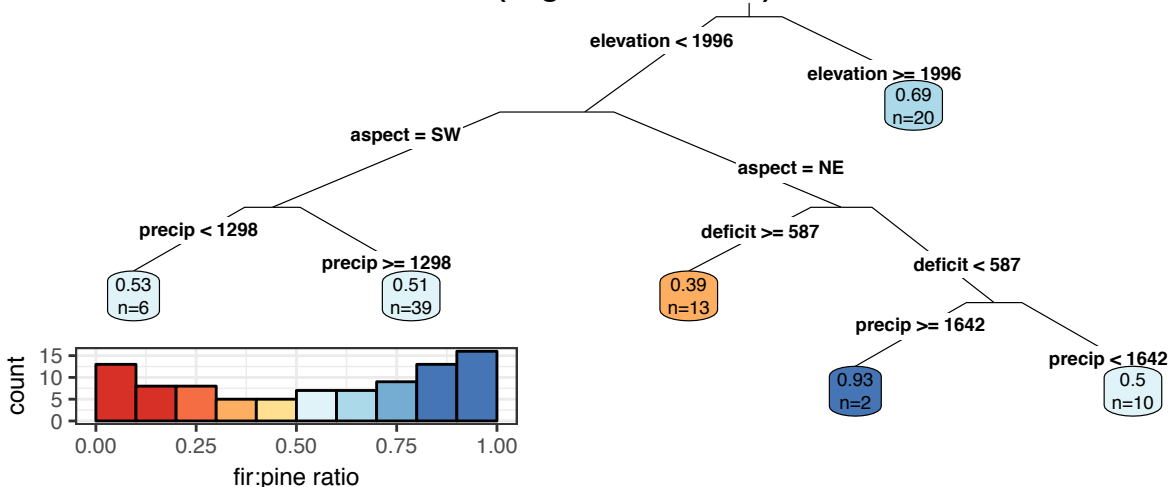 elevation < 1996
elevation >= 1996
0.69
n=20
aspect = SW
aspect = NE
precip < 1298
deficit >= 587
precip >= 1298
deficit < 587
0.53
n=6
0.51
n=39
0.39
n=13
precip >= 1642
precip < 1642
0.93
n=2
0.5
n=10
count
15
10
5
0
0.00 0.25 0.50 0.75 1.00
fir:pine ratio